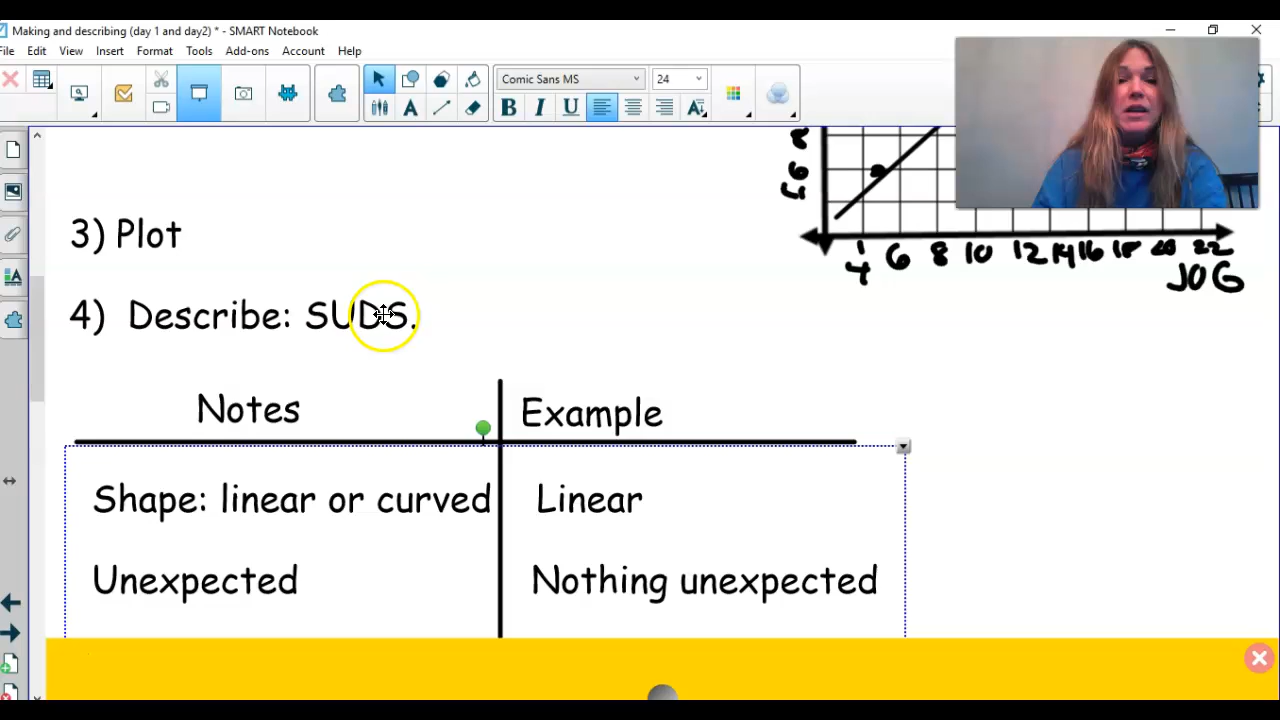 Making and describing (day 1 and day2) * - SMART Notebook
File Edit View Insert Format Tools Add-ons Account Help
Comic Sans MS 24
B I U A
3) Plot
4 6 8 10 12 14 16 18 20 22
JOG
4) Describe: SUDS.
Notes Example
Shape: linear or curved Linear
Unexpected Nothing unexpected